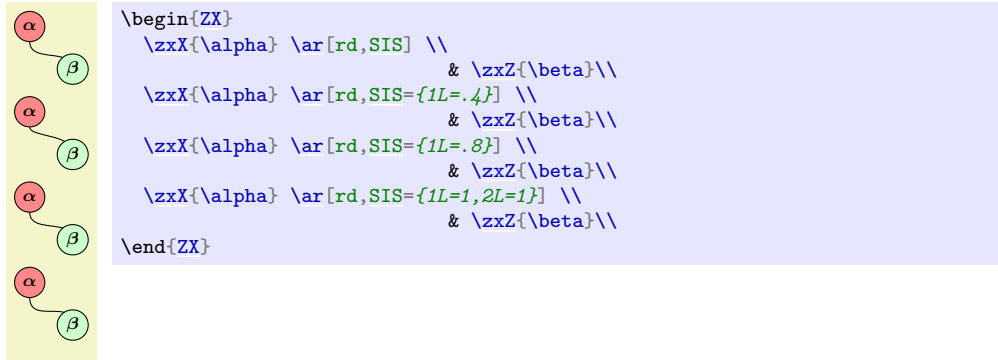 α
β
α
β
α
β
α
β
\begin{ZX}
  \zxX{\alpha} \ar[rd,SIS] \\
                                   & \zxZ{\beta}\\
  \zxX{\alpha} \ar[rd,SIS={1L=.4}] \\
                                   & \zxZ{\beta}\\
  \zxX{\alpha} \ar[rd,SIS={1L=.8}] \\
                                   & \zxZ{\beta}\\
  \zxX{\alpha} \ar[rd,SIS={1L=1,2L=1}] \\
                                   & \zxZ{\beta}\\
\end{ZX}